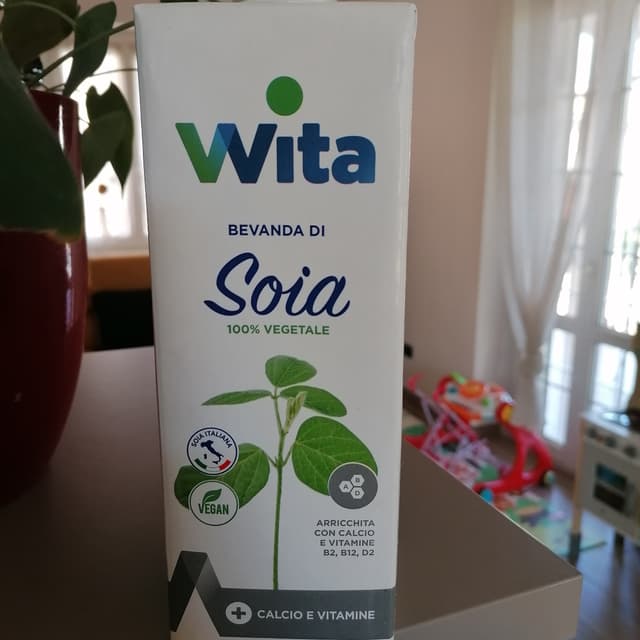 Wita
BEVANDA DI
Soia
100% VEGETALE
SOIA ITALIANA
VEGAN
A B D
ARRICCHITA
CON CALCIO
E VITAMINE
B2, B12, D2
+ CALCIO E VITAMINE